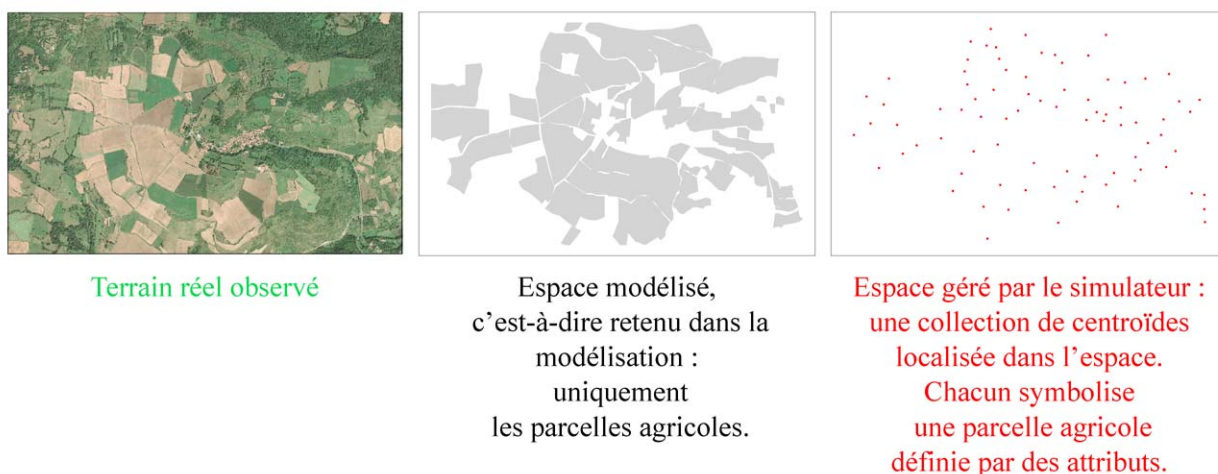 Terrain réel observé
Espace modélisé,
c’est-à-dire retenu dans la
modélisation :
uniquement
les parcelles agricoles.
Espace géré par le simulateur :
une collection de centroïdes
localisée dans l’espace.
Chacun symbolise
une parcelle agricole
définie par des attributs.